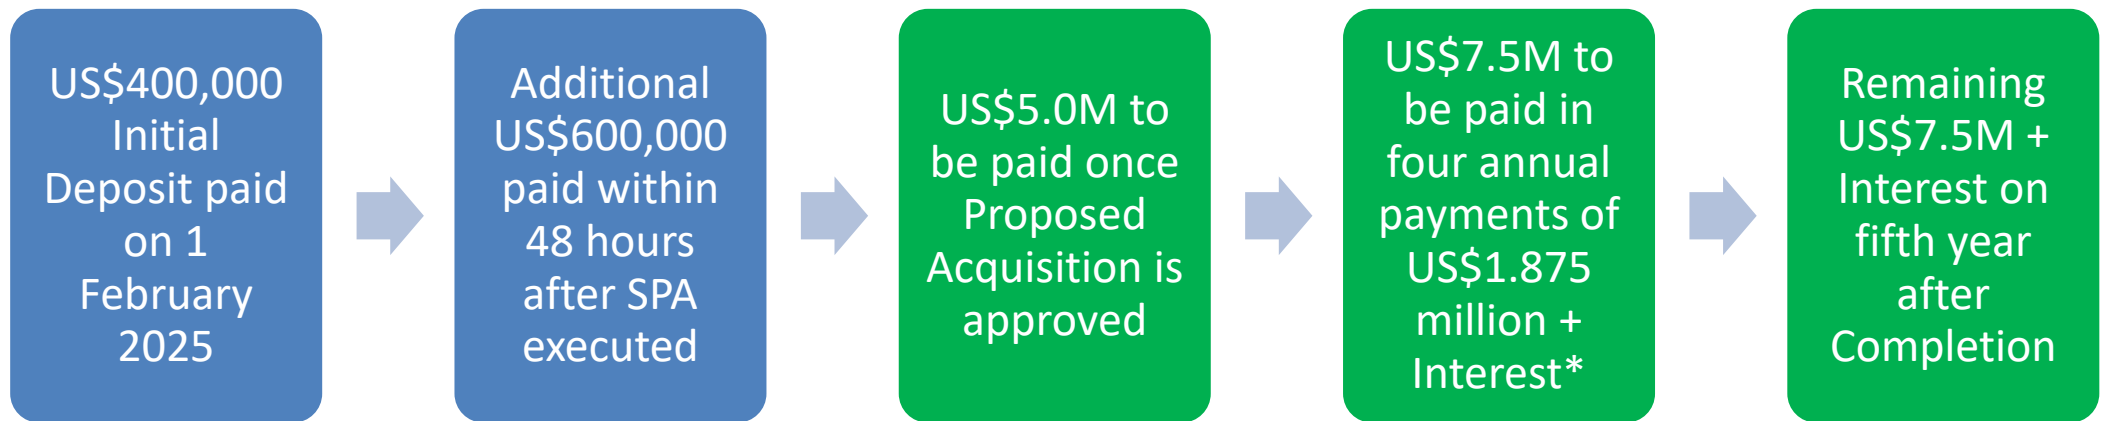 US$400,000
Initial
Deposit paid
on 1
February
2025
Additional
US$600,000
paid within
48 hours
after SPA
executed
US$5.0M to
be paid once
Proposed
Acquisition is
approved
US$7.5M to
be paid in
four annual
payments of
US$1.875
million +
Interest*
Remaining
US$7.5M +
Interest on
fifth year
after
Completion